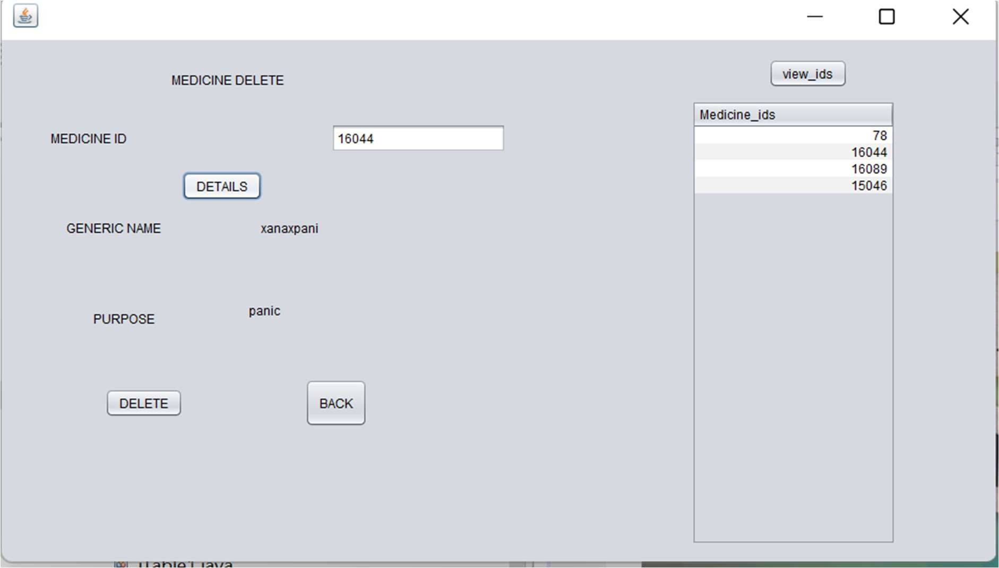 MEDICINE DELETE
MEDICINE ID
16044
DETAILS
GENERIC NAME
xanaxpani
PURPOSE
panic
DELETE
BACK
view_ids
Medicine_ids
78
16044
16089
15046